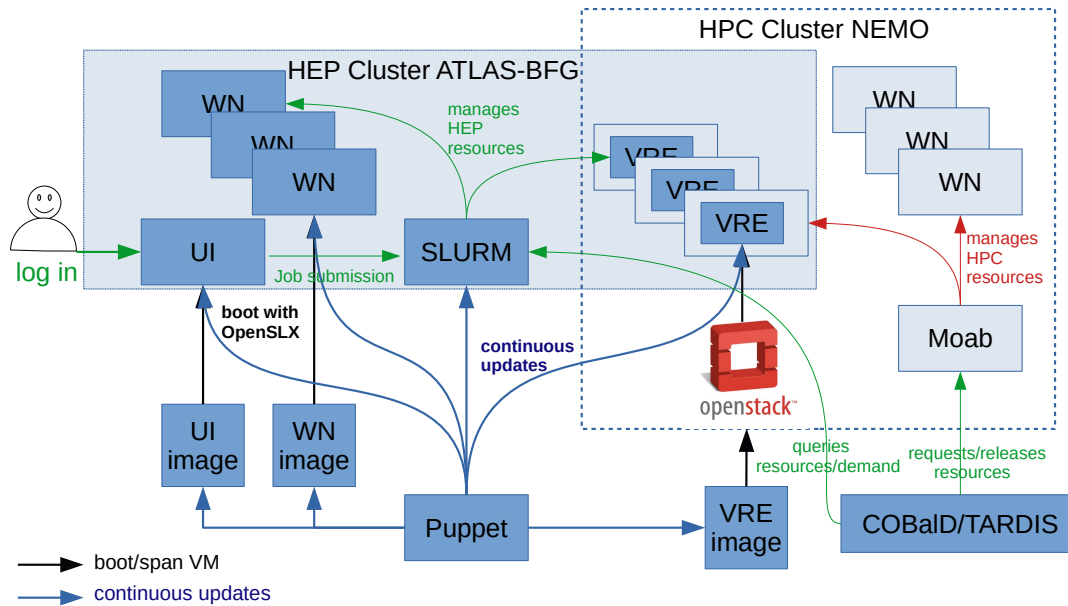 HPC Cluster NEMO
HEP Cluster ATLAS-BFG
WN
WN
WN
manages
HEP
resources
VRE
VRE
VRE
WN
WN
WN
UI
SLURM
log in
Job submission
manages
HPC
resources
boot with
OpenSLX
continuous
updates
Moab
openstack™
UI
image
WN
image
queries
resources/demand
requests/releases
resources
Puppet
VRE
image
COBalD/TARDIS
boot/span VM
continuous updates